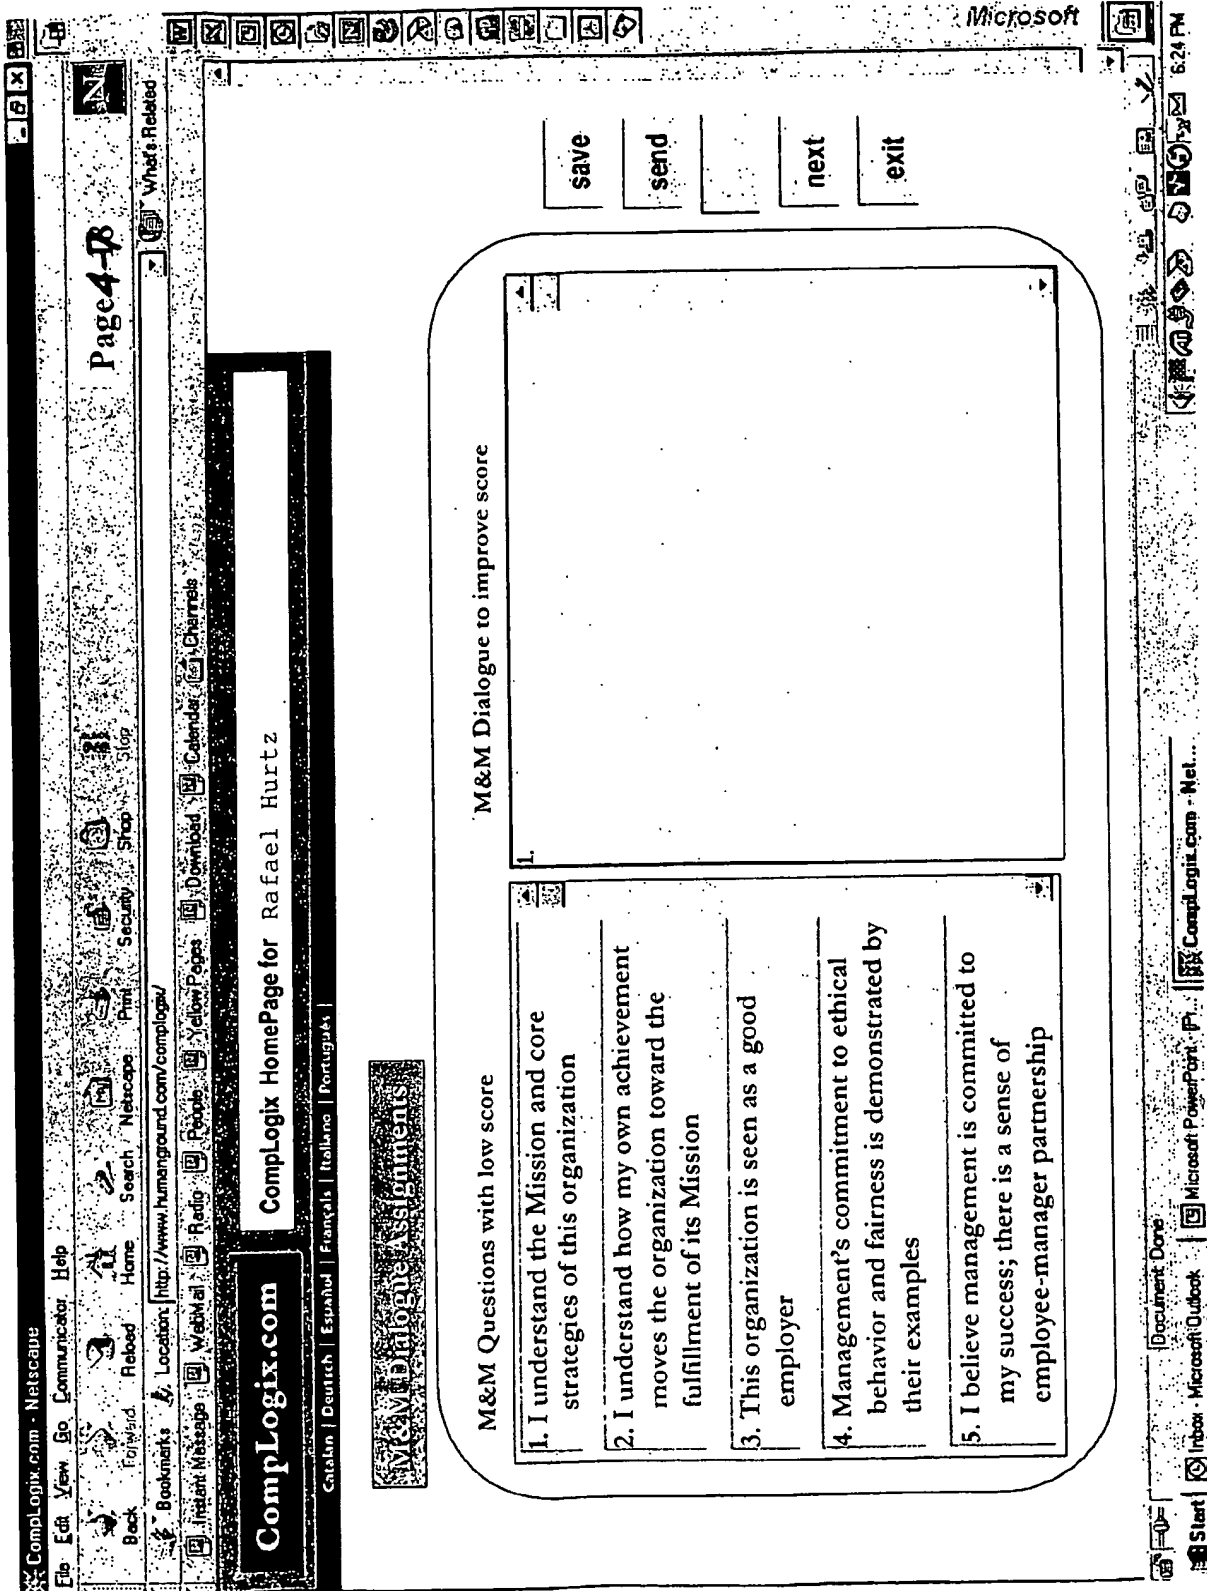 CompLogix.com - Netscape
File Edit View Go Communicator Help
Back Forward Reload Home Search Netscape Print Security Shop Stop
Bookmarks Location: http://www.humanground.com/complogix/ What's Related
Instant Message WebMail Radio People Yellow Pages Download Calendar Channels
CompLogix.com
CompLogix HomePage for Rafael Hurtz
Catalan | Deutsch | Español | Français | Italiano | Portugués |
M&M Dialogue Assignments
M&M Questions with low score
1. I understand the Mission and core
strategies of this organization
2. I understand how my own achievement
moves the organization toward the
fulfillment of its Mission
3. This organization is seen as a good
employer
4. Management's commitment to ethical
behavior and fairness is demonstrated by
their examples
5. I believe management is committed to
my success; there is a sense of
employee-manager partnership
M&M Dialogue to improve score
1.
save
send
next
exit
Microsoft
Document: Done
Start Inbox - Microsoft Outlook Microsoft PowerPoint - [Pr... CompLogix.com - Net... 6:24 PM